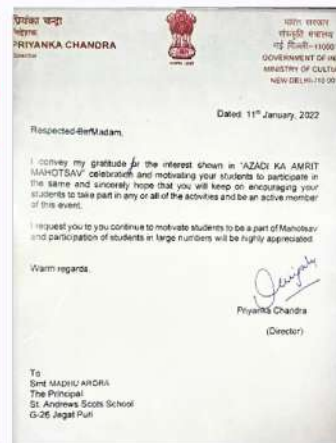 प्रियंका चन्द्रा
निदेशक
PRIYANKA CHANDRA
Director
भारत सरकार
संस्कृति मंत्रालय
नई दिल्ली-11000
GOVERNMENT OF IND
MINISTRY OF CULTU
NEW DELHI-110 00
Dated: 11th January, 2022
Respected Madam,
I convey my gratitude for the interest shown in "AZADI KA AMRIT
MAHOTSAV" celebration and motivating your students to participate in
the same and sincerely hope that you will keep on encouraging your
students to take part in any or all of the activities and be an active member
of this event.
I request you to you continue to motivate students to be a part of Mahotsav
and participation of students in large numbers will be highly appreciated.
Warm regards,
Priyanka Chandra
(Director)
To
Smt MADHU ARORA
The Principal
St. Andrews Scots School
G-26 Jagat Puri